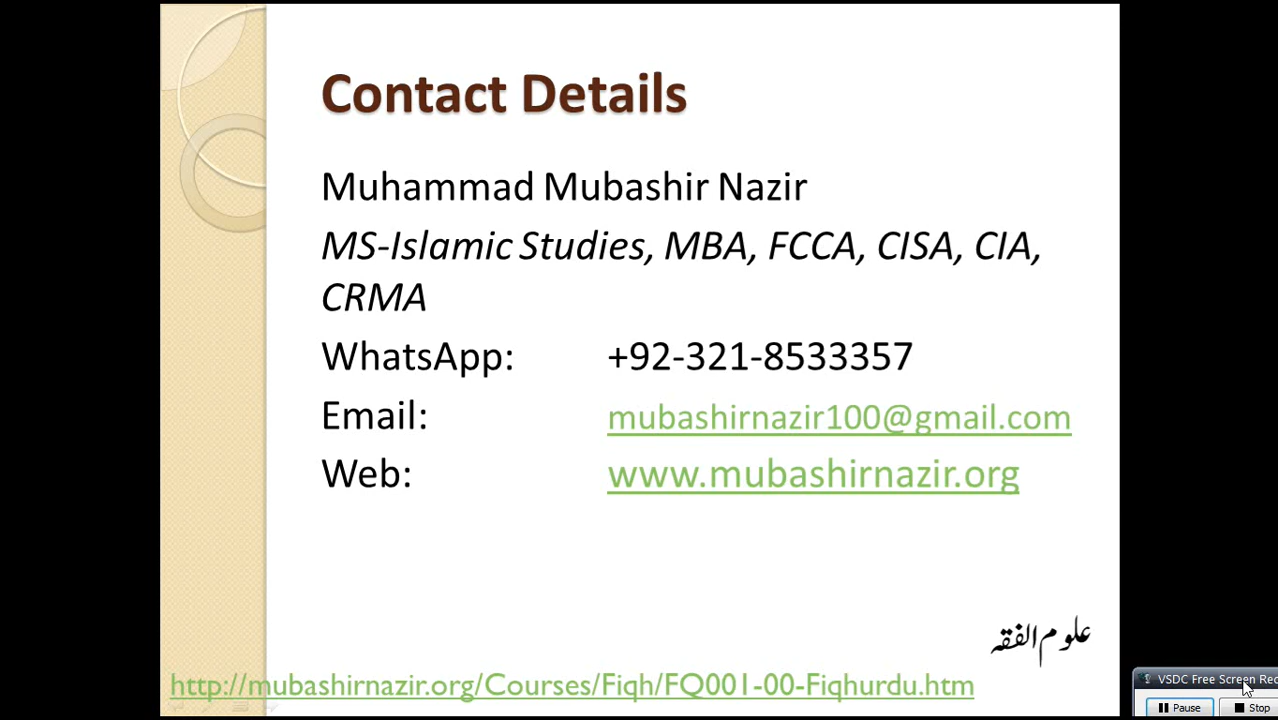 Contact Details
Muhammad Mubashir Nazir
MS-Islamic Studies, MBA, FCCA, CISA, CIA,
CRMA
WhatsApp: +92-321-8533357
Email: mubashirnazir100@gmail.com
Web: www.mubashirnazir.org
علوم الفقہ
http://mubashirnazir.org/Courses/Fiqh/FQ001-00-Fiqhurdu.htm
VSDC Free Screen Rec
Pause Stop